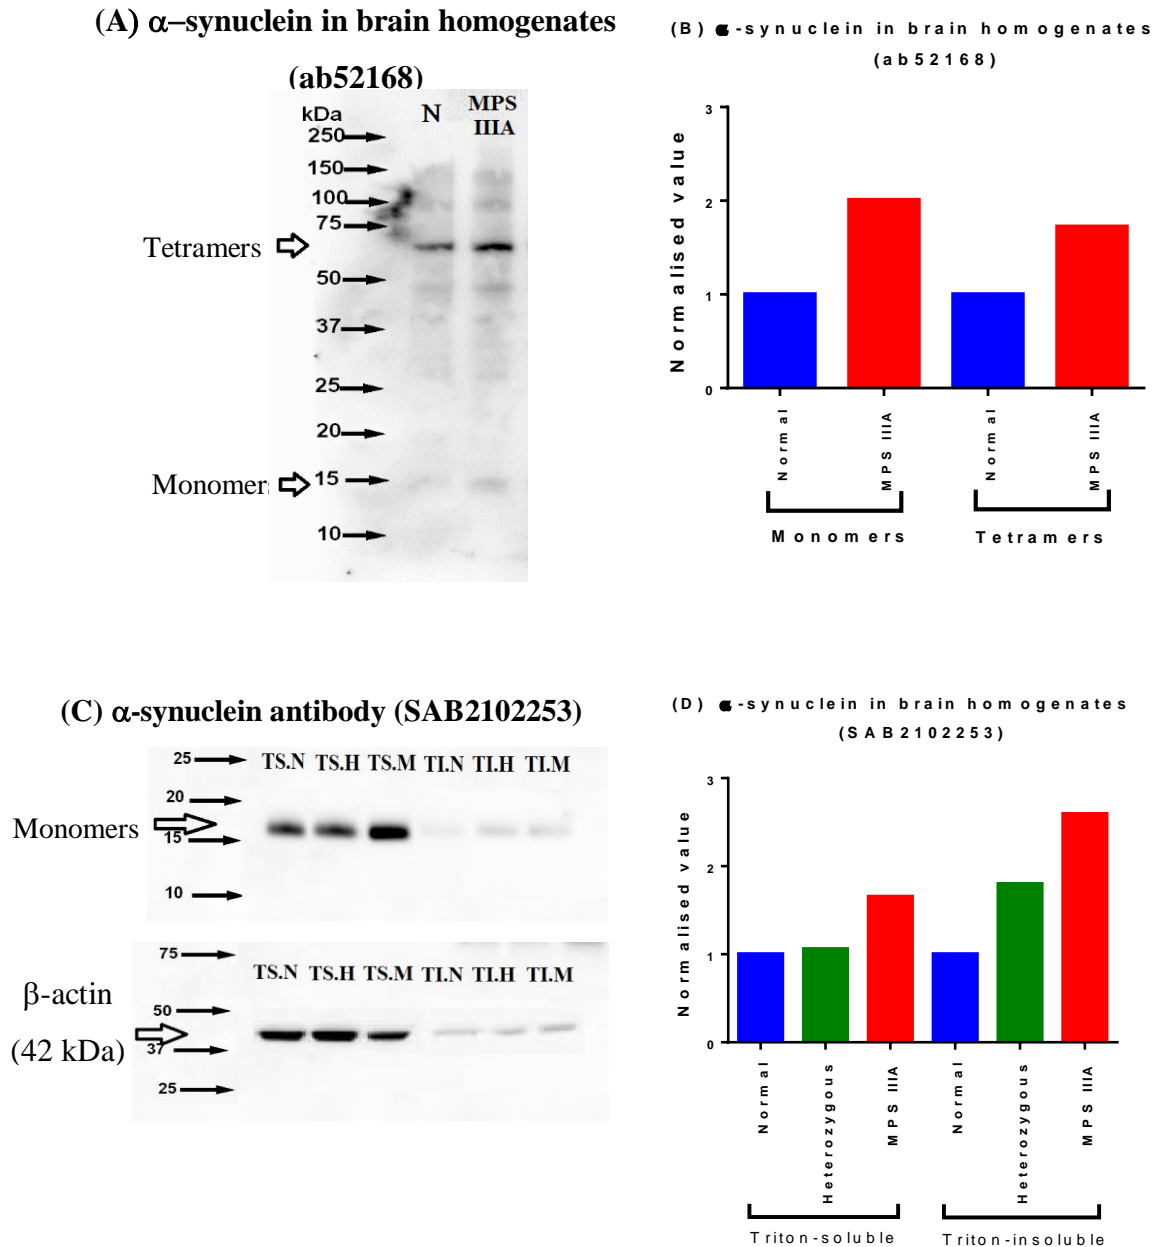 (A) α–synuclein in brain homogenates
(ab52168)
kDa
N
MPS
IIIA
250
150
100
75
Tetramers
50
37
25
20
Monomers
15
10
(B) α-synuclein in brain homogenates
(ab52168)
Normalised value
3
2
1
0
Normal
MPS IIIA
Normal
MPS IIIA
Monomers
Tetramers
(C) α-synuclein antibody (SAB2102253)
25
TS.N TS.H TS.M TI.N TI.H TI.M
20
Monomers
15
10
75
TS.N TS.H TS.M TI.N TI.H TI.M
β-actin
50
(42 kDa)
37
25
(D) α-synuclein in brain homogenates
(SAB2102253)
Normalised value
3
2
1
0
Normal
Heterozygous
MPS IIIA
Normal
Heterozygous
MPS IIIA
Triton-soluble
Triton-insoluble